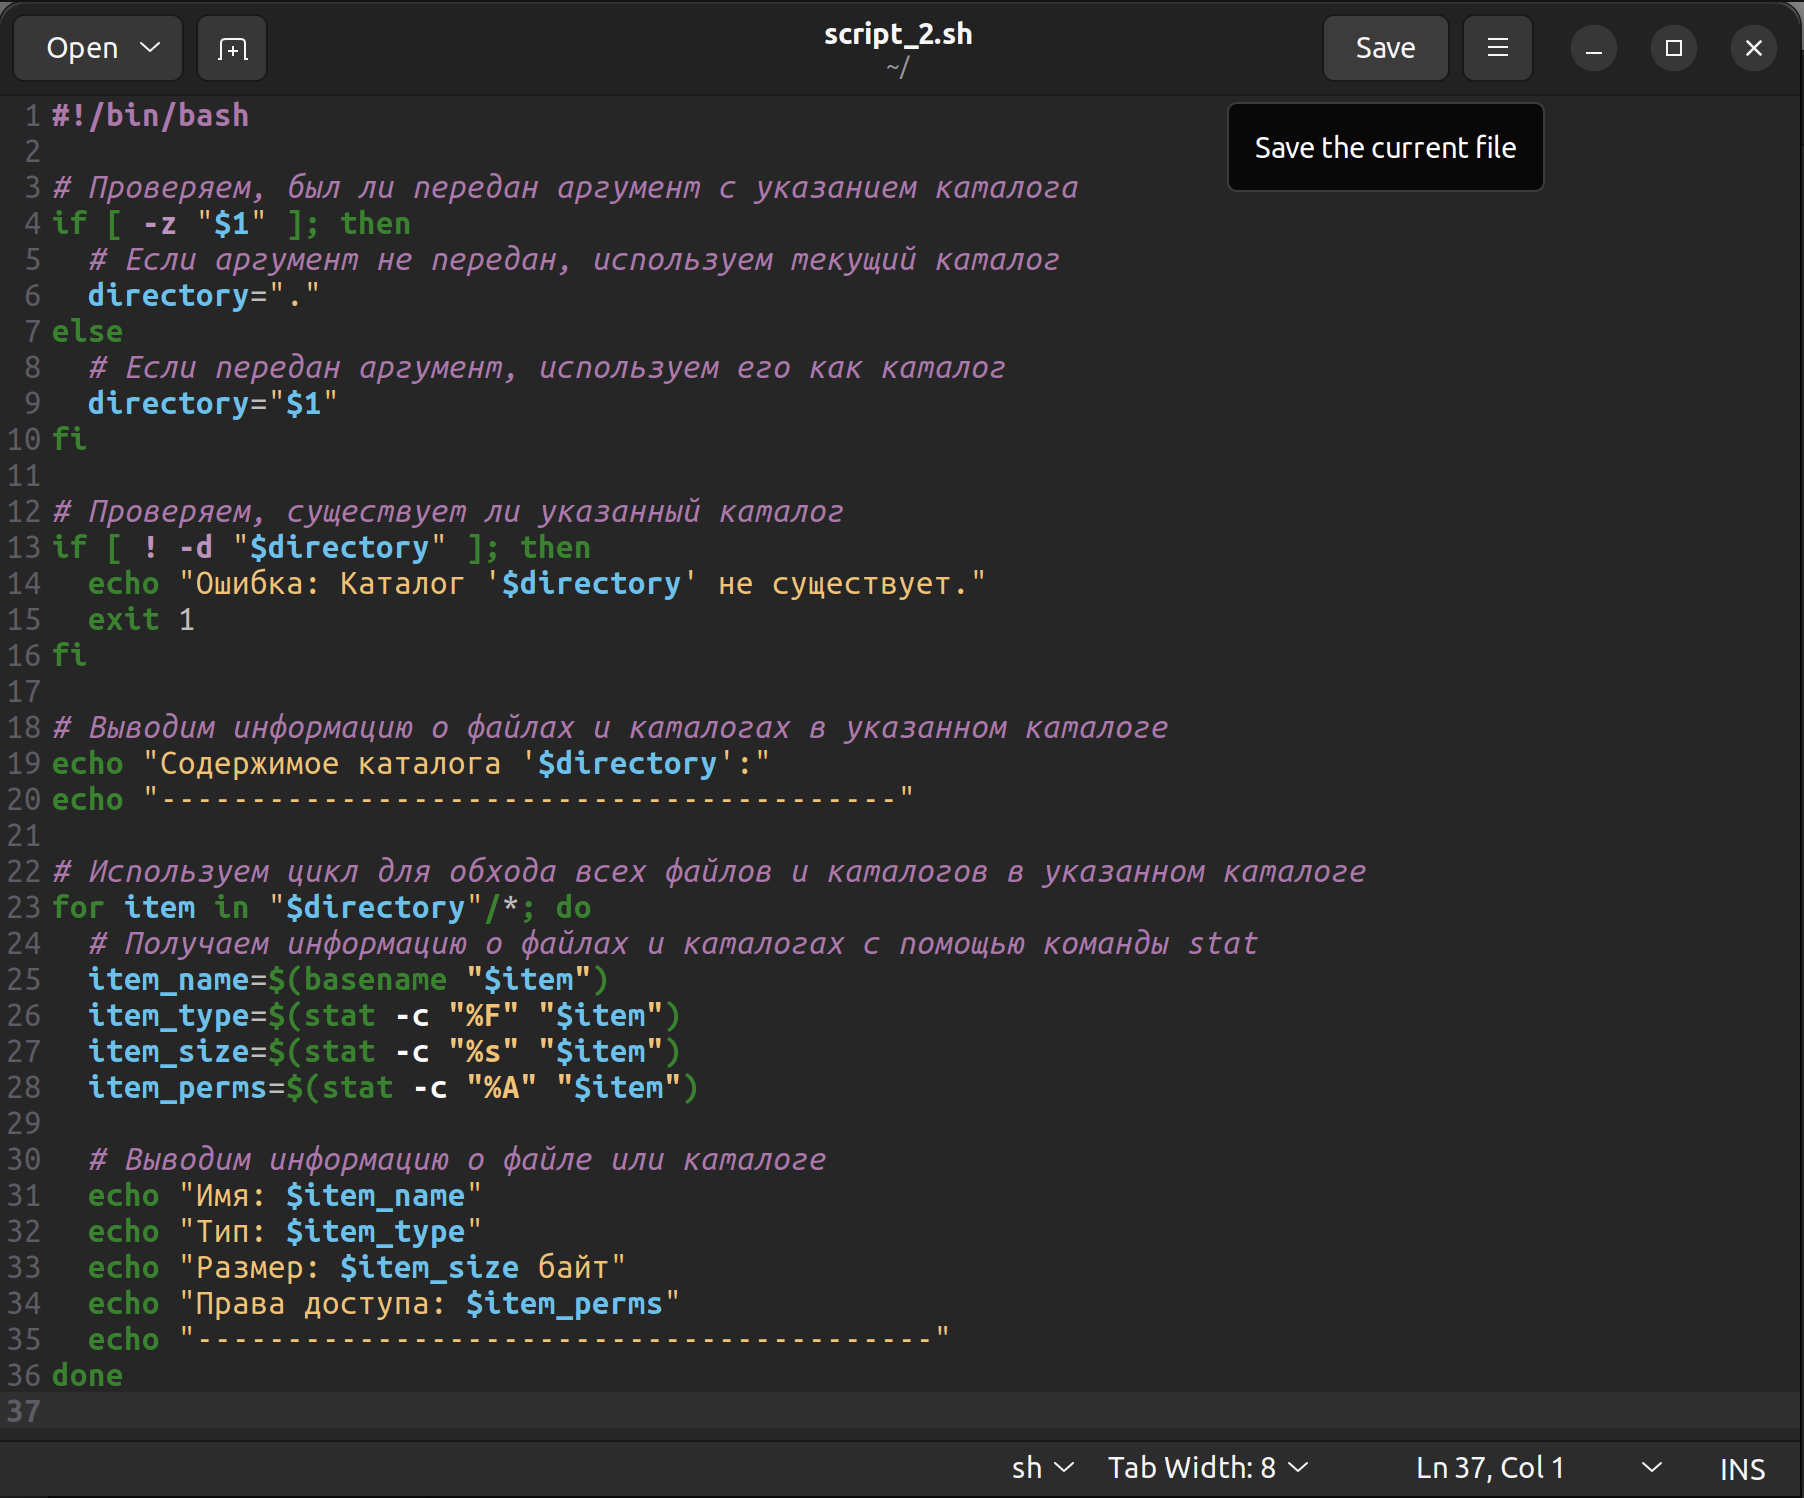 Open
script_2.sh
~/
Save
Save the current file
1 #!/bin/bash
2
3 # Проверяем, был ли передан аргумент с указанием каталога
4 if [ -z "$1" ]; then
5   # Если аргумент не передан, используем текущий каталог
6   directory="."
7 else
8   # Если передан аргумент, используем его как каталог
9   directory="$1"
10 fi
11
12 # Проверяем, существует ли указанный каталог
13 if [ ! -d "$directory" ]; then
14   echo "Ошибка: Каталог '$directory' не существует."
15   exit 1
16 fi
17
18 # Выводим информацию о файлах и каталогах в указанном каталоге
19 echo "Содержимое каталога '$directory':"
20 echo "-----------------------------------------"
21
22 # Используем цикл для обхода всех файлов и каталогов в указанном каталоге
23 for item in "$directory"/*; do
24   # Получаем информацию о файлах и каталогах с помощью команды stat
25   item_name=$(basename "$item")
26   item_type=$(stat -c "%F" "$item")
27   item_size=$(stat -c "%s" "$item")
28   item_perms=$(stat -c "%A" "$item")
29
30   # Выводим информацию о файле или каталоге
31   echo "Имя: $item_name"
32   echo "Тип: $item_type"
33   echo "Размер: $item_size байт"
34   echo "Права доступа: $item_perms"
35   echo "-----------------------------------------"
36 done
37
sh Tab Width: 8 Ln 37, Col 1 INS